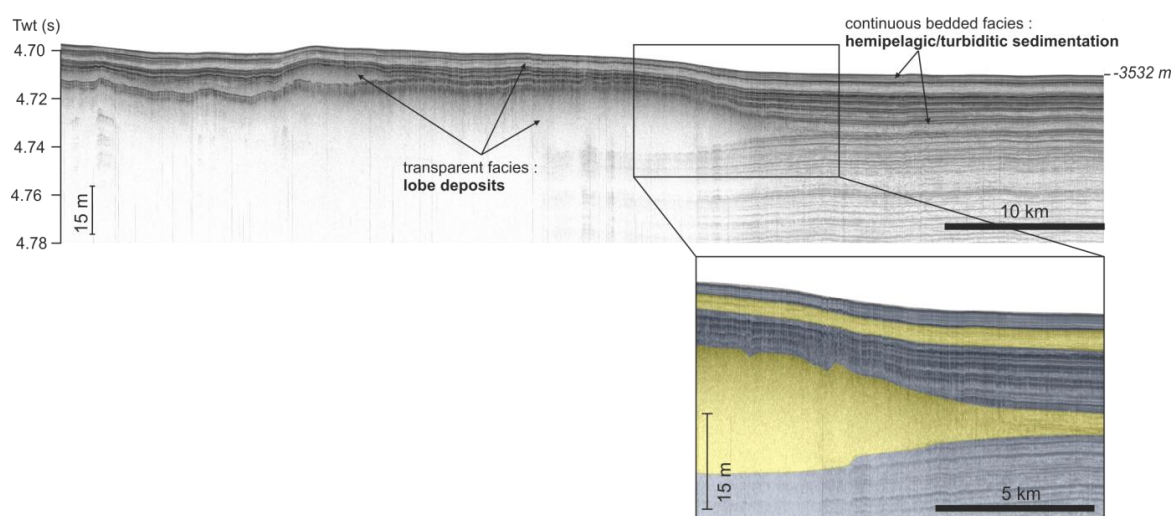 Twt (s)
4.70
4.72
4.74
4.76
4.78
15 m
transparent facies :
lobe deposits
continuous bedded facies :
hemipelagic/turbiditic sedimentation
-3532 m
10 km
15 m
5 km